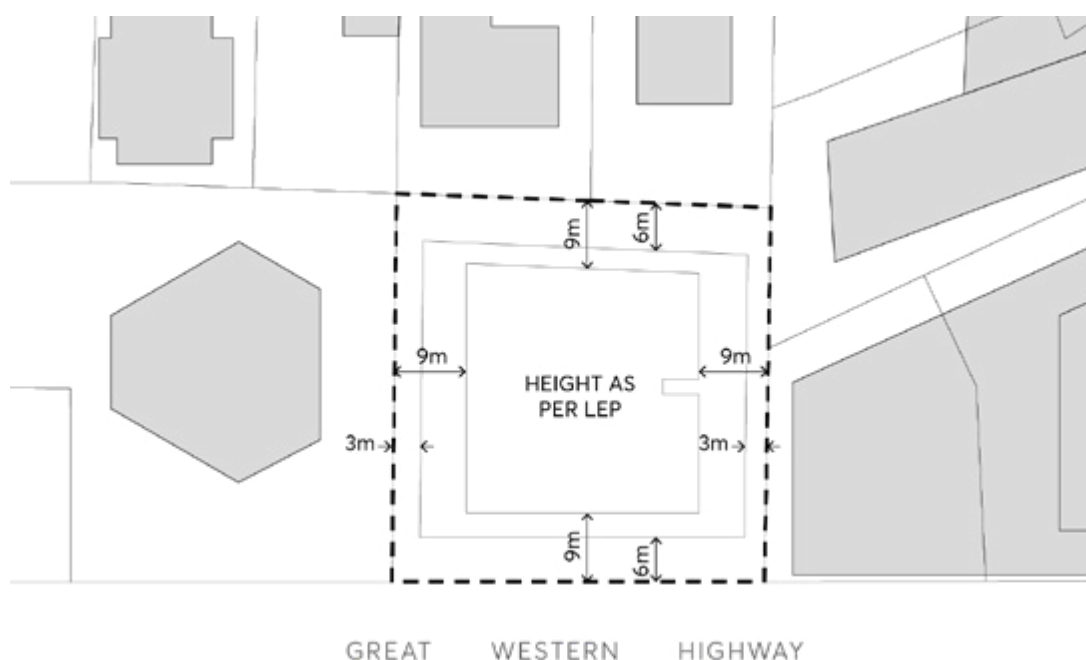 9m
6m
9m
9m
HEIGHT AS
PER LEP
3m
3m
9m
6m
GREAT WESTERN HIGHWAY